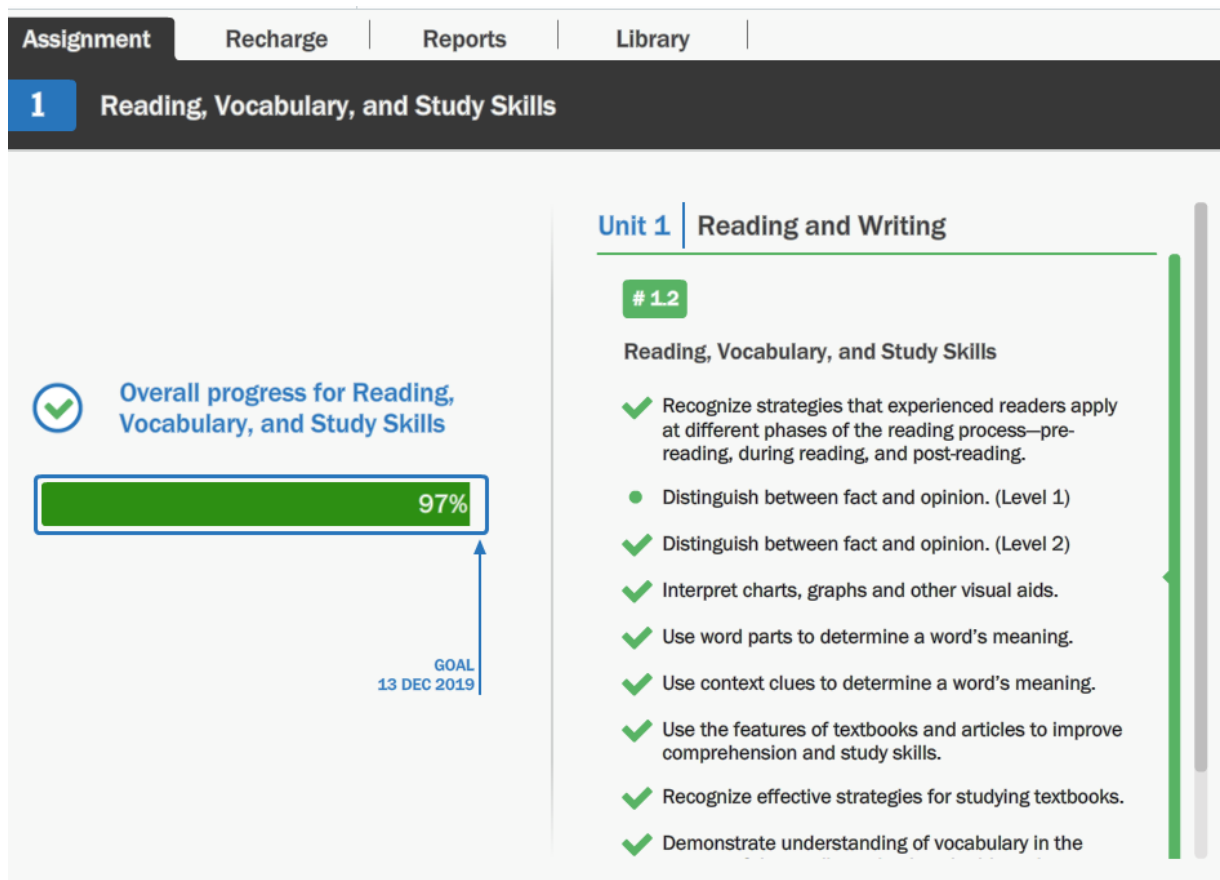 Assignment Recharge Reports Library
1 Reading, Vocabulary, and Study Skills
Overall progress for Reading,
Vocabulary, and Study Skills
97%
GOAL
13 DEC 2019
Unit 1 Reading and Writing
# 1.2
Reading, Vocabulary, and Study Skills
Recognize strategies that experienced readers apply
at different phases of the reading process—pre-
reading, during reading, and post-reading.
Distinguish between fact and opinion. (Level 1)
Distinguish between fact and opinion. (Level 2)
Interpret charts, graphs and other visual aids.
Use word parts to determine a word's meaning.
Use context clues to determine a word's meaning.
Use the features of textbooks and articles to improve
comprehension and study skills.
Recognize effective strategies for studying textbooks.
Demonstrate understanding of vocabulary in the